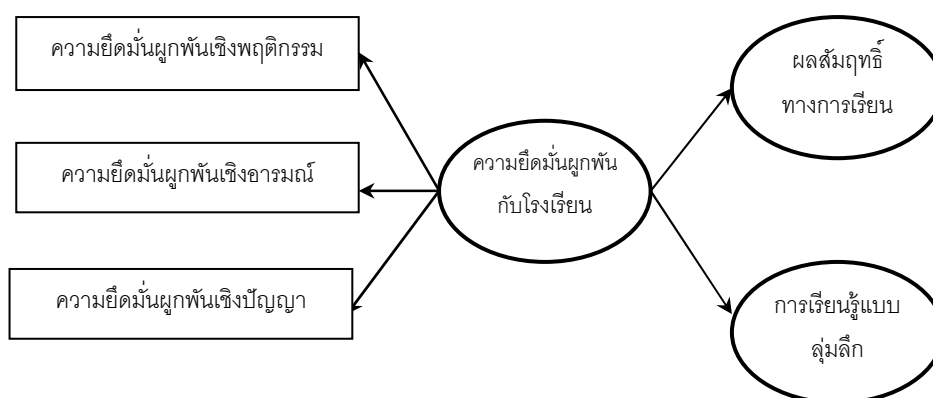 ความยึดมั่นผูกพันเชิงพฤติกรรม
ความยึดมั่นผูกพันเชิงอารมณ์
ความยึดมั่นผูกพันเชิงปัญญา
ความยึดมั่นผูกพัน
กับโรงเรียน
ผลสัมฤทธิ์
ทางการเรียน
การเรียนรู้แบบ
ลุ่มลึก